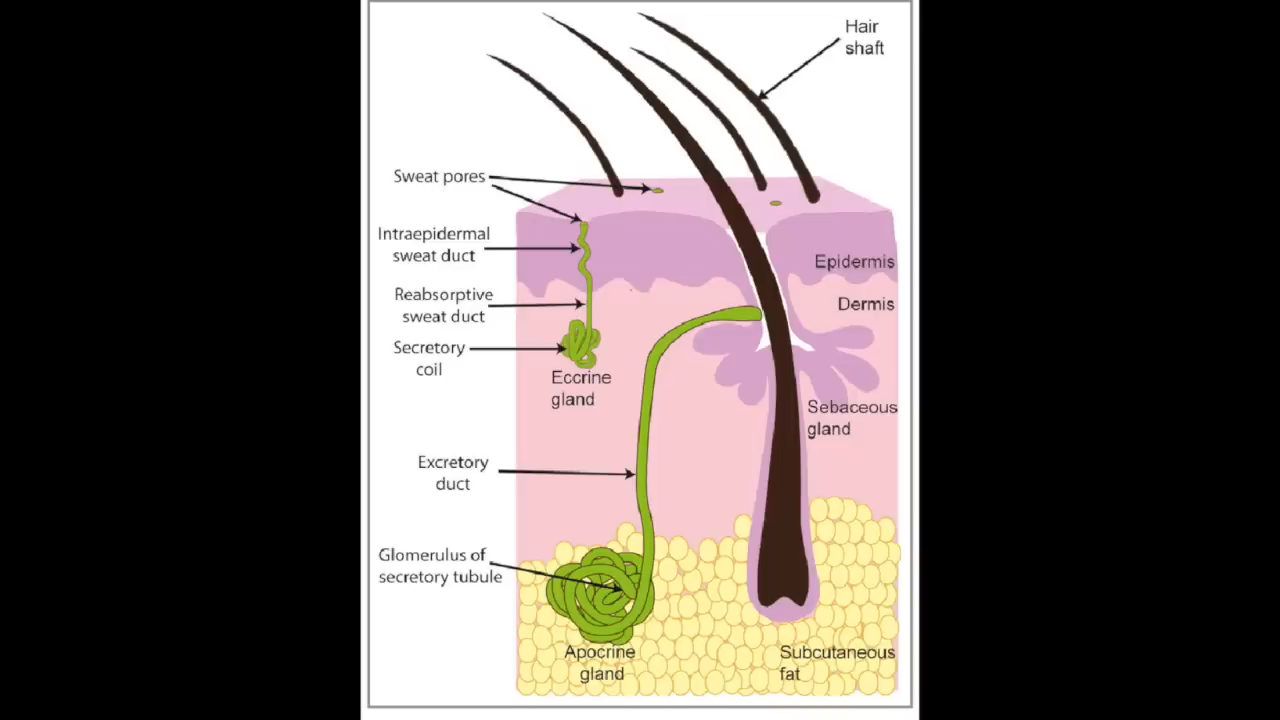 Hair
shaft
Sweat pores
Intraepidermal
sweat duct
Epidermis
Reabsorptive
sweat duct
Dermis
Secretory
coil
Eccrine
gland
Sebaceous
gland
Excretory
duct
Glomerulus of
secretory tubule
Apocrine
gland
Subcutaneous
fat